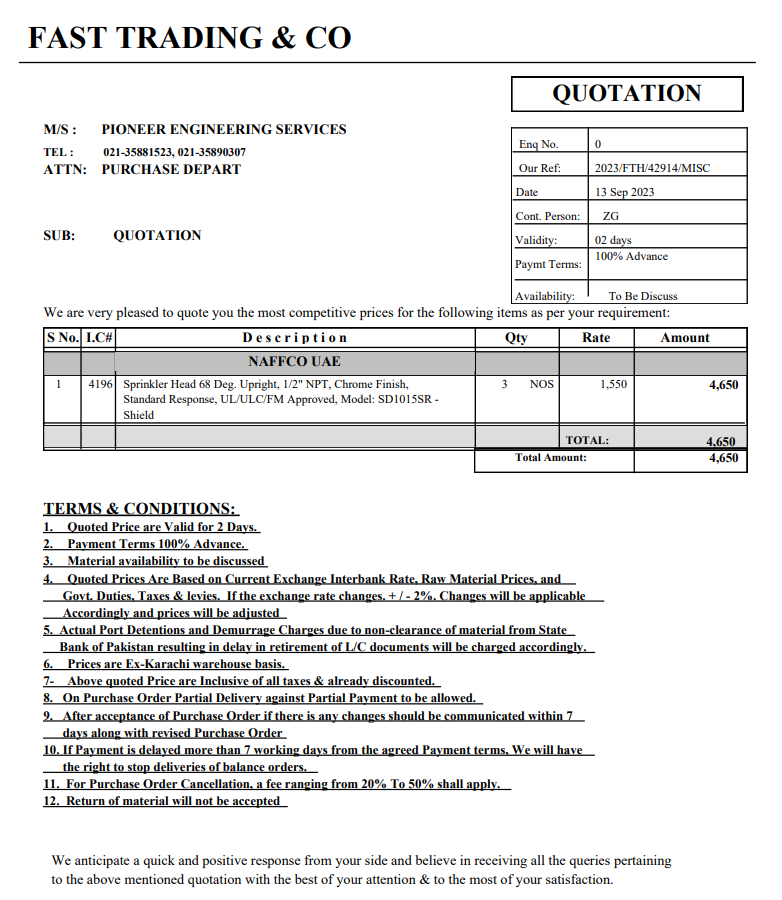 FAST TRADING & CO
QUOTATION
M/S : PIONEER ENGINEERING SERVICES
TEL : 021-35881523, 021-35890307
ATTN: PURCHASE DEPART
SUB: QUOTATION
Enq No. 0
Our Ref: 2023/FTH/42914/MISC
Date 13 Sep 2023
Cont. Person: ZG
Validity: 02 days
Paymt Terms: 100% Advance
Availability: To Be Discuss
We are very pleased to quote you the most competitive prices for the following items as per your requirement:
S No. I.C# Description Qty Rate Amount
NAFFCO UAE
1 4196 Sprinkler Head 68 Deg. Upright, 1/2" NPT, Chrome Finish, 3 NOS 1,550 4,650
Standard Response, UL/ULC/FM Approved, Model: SD1015SR -
Shield
TOTAL: 4,650
Total Amount: 4,650
TERMS & CONDITIONS:
1. Quoted Price are Valid for 2 Days.
2. Payment Terms 100% Advance.
3. Material availability to be discussed
4. Quoted Prices Are Based on Current Exchange Interbank Rate, Raw Material Prices, and
Govt. Duties, Taxes & levies. If the exchange rate changes. + / - 2%. Changes will be applicable
Accordingly and prices will be adjusted
5. Actual Port Detentions and Demurrage Charges due to non-clearance of material from State
Bank of Pakistan resulting in delay in retirement of L/C documents will be charged accordingly.
6. Prices are Ex-Karachi warehouse basis.
7- Above quoted Price are Inclusive of all taxes & already discounted.
8. On Purchase Order Partial Delivery against Partial Payment to be allowed.
9. After acceptance of Purchase Order if there is any changes should be communicated within 7
days along with revised Purchase Order
10. If Payment is delayed more than 7 working days from the agreed Payment terms, We will have
the right to stop deliveries of balance orders.
11. For Purchase Order Cancellation, a fee ranging from 20% To 50% shall apply.
12. Return of material will not be accepted
We anticipate a quick and positive response from your side and believe in receiving all the queries pertaining
to the above mentioned quotation with the best of your attention & to the most of your satisfaction.